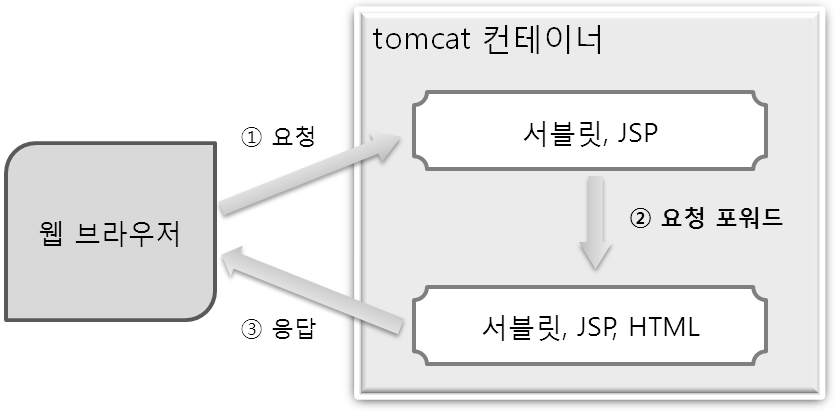 tomcat 컨테이너
서블릿, JSP
① 요청
② 요청 포워드
웹 브라우저
③ 응답
서블릿, JSP, HTML